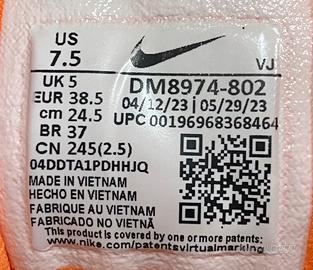 US
7.5
VJ
UK 5
DM8974-802
EUR 38.5
04/12/23 | 05/29/23
cm 24.5
UPC 00196968368464
BR 37
CN 245(2.5)
04DDTA1PDHHJQ
MADE IN VIETNAM
HECHO EN VIETNAM
FABRIQUE AU VIETNAM
FABRICADO NO VIETNÃ
This product is covered by one or more patents:
www.nike.com/patentsvirtualmarking